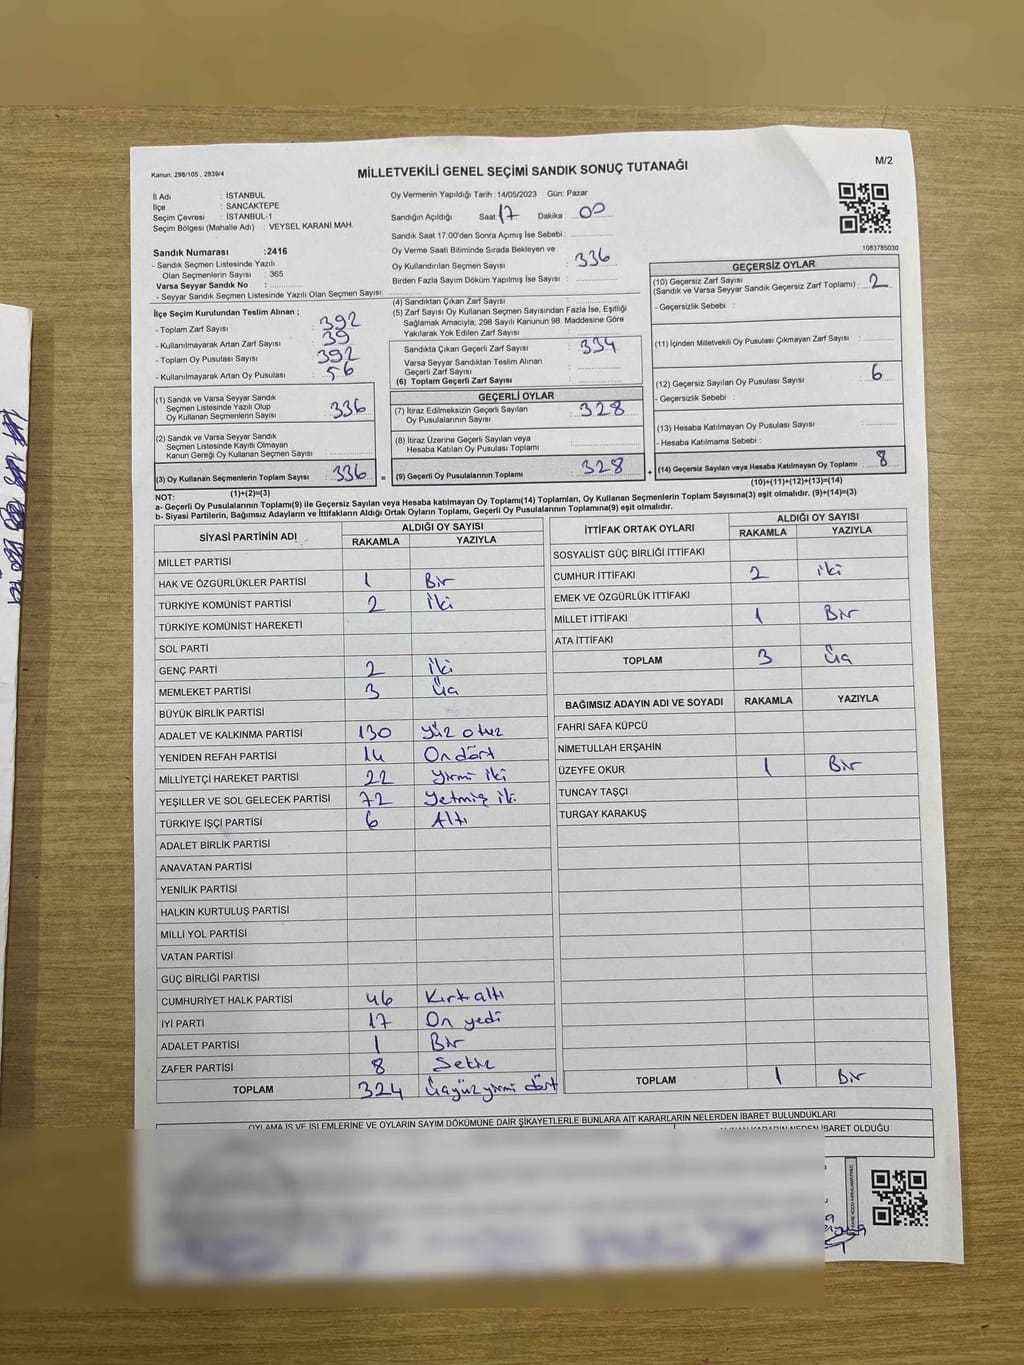 Kanun: 298/105 , 2839/4
MİLLETVEKİLİ GENEL SEÇİMİ SANDIK SONUÇ TUTANAĞI
M/2
İl Adı : İSTANBUL
İlçe : SANCAKTEPE
Seçim Çevresi : İSTANBUL-1
Seçim Bölgesi (Mahalle Adı) : VEYSEL KARANİ MAH.
Sandık Numarası :2416
- Sandık Seçmen Listesinde Yazılı
Olan Seçmenlerin Sayısı : 365
Varsa Seyyar Sandık No :
- Seyyar Sandık Seçmen Listesinde Yazılı Olan Seçmen Sayısı:
Oy Vermenin Yapıldığı Tarih :14/05/2023 Gün: Pazar
Sandığın Açıldığı Saat: 17 Dakika : 00
Sandık Saat 17:00'den Sonra Açımış İse Sebebi :
Oy Verme Saati Bitiminde Sırada Bekleyen ve
Oy Kullandırılan Seçmen Sayısı : 336
Birden Fazla Sayım Döküm Yapılmış İse Sayısı :
1083785030
İlçe Seçim Kurulundan Teslim Alınan ;
- Toplam Zarf Sayısı : 392
- Kullanılmayarak Artan Zarf Sayısı : 39
- Toplam Oy Pusulası Sayısı : 392
- Kullanılmayarak Artan Oy Pusulası : 56
(1) Sandık ve Varsa Seyyar Sandık
Seçmen Listesinde Yazılı Olup
Oy Kullanan Seçmenlerin Sayısı : 336
(2) Sandık ve Varsa Seyyar Sandık
Seçmen Listesinde Kayıtlı Olmayan
Kanun Gereği Oy Kullanan Seçmen Sayısı :
(3) Oy Kullanan Seçmenlerin Toplam Sayısı : 336 =
(1)+(2)=(3)
(4) Sandıktan Çıkan Zarf Sayısı :
(5) Zarf Sayısı Oy Kullanan Seçmen Sayısından Fazla İse, Eşitliği
Sağlamak Amacıyla; 298 Sayılı Kanunun 98. Maddesine Göre
Yakılarak Yok Edilen Zarf Sayısı :
Sandıkta Çıkan Geçerli Zarf Sayısı : 334
Varsa Seyyar Sandıktan Teslim Alınan
Geçerli Zarf Sayısı :
(6) Toplam Geçerli Zarf Sayısı :
GEÇERLİ OYLAR
(7) İtiraz Edilmeksizin Geçerli Sayılan
Oy Pusulalarının Sayısı : 328
(8) İtiraz Üzerine Geçerli Sayılan veya
Hesaba Katılan Oy Pusulası Toplamı :
(9) Geçerli Oy Pusulalarının Toplamı : 328 +
GEÇERSİZ OYLAR
(10) Geçersiz Zarf Sayısı
(Sandık ve Varsa Seyyar Sandık Geçersiz Zarf Toplamı) : 2
- Geçersizlik Sebebi :
(11) İçinden Milletvekili Oy Pusulası Çıkmayan Zarf Sayısı :
(12) Geçersiz Sayılan Oy Pusulası Sayısı : 6
- Geçersizlik Sebebi :
(13) Hesaba Katılmayan Oy Pusulası Sayısı :
- Hesaba Katılmama Sebebi :
(14) Geçersiz Sayılan veya Hesaba Katılmayan Oy Toplamı : 8
(10)+(11)+(12)+(13)=(14)
NOT:
a- Geçerli Oy Pusulalarının Toplamı(9) ile Geçersiz Sayılan veya Hesaba Katılmayan Oy Toplamı(14) Toplamları, Oy Kullanan Seçmenlerin Toplam Sayısına(3) eşit olmalıdır. (9)+(14)=(3)
b- Siyasi Partilerin, Bağımsız Adayların ve İttifakların Aldığı Ortak Oyların Toplamı, Geçerli Oy Pusulalarının Toplamına(9) eşit olmalıdır.
SİYASİ PARTİNİN ADI ALDIĞI OY SAYISI
RAKAMLA YAZIYLA
MİLLET PARTİSİ
HAK VE ÖZGÜRLÜKLER PARTİSİ 1 Bir
TÜRKİYE KOMÜNİST PARTİSİ 2 iki
TÜRKİYE KOMÜNİST HAREKETİ
SOL PARTİ
GENÇ PARTİ 2 iki
MEMLEKET PARTİSİ 3 Üç
BÜYÜK BİRLİK PARTİSİ
ADALET VE KALKINMA PARTİSİ 130 yüz otuz
YENİDEN REFAH PARTİSİ 14 On dört
MİLLİYETÇİ HAREKET PARTİSİ 22 yirmi iki
YEŞİLLER VE SOL GELECEK PARTİSİ 72 yetmiş iki
TÜRKİYE İŞÇİ PARTİSİ 6 Altı
ADALET BİRLİK PARTİSİ
ANAVATAN PARTİSİ
YENİLİK PARTİSİ
HALKIN KURTULUŞ PARTİSİ
MİLLİ YOL PARTİSİ
VATAN PARTİSİ
GÜÇ BİRLİĞİ PARTİSİ
CUMHURİYET HALK PARTİSİ 46 Kırk altı
İYİ PARTİ 17 On yedi
ADALET PARTİSİ 1 Bir
ZAFER PARTİSİ 8 Sekiz
TOPLAM 324 üçyüz yirmi dört
İTTİFAK ORTAK OYLARI ALDIĞI OY SAYISI
RAKAMLA YAZIYLA
SOSYALİST GÜÇ BİRLİĞİ İTTİFAKI
CUMHUR İTTİFAKI 2 iki
EMEK VE ÖZGÜRLÜK İTTİFAKI
MİLLET İTTİFAKI 1 Bir
ATA İTTİFAKI
TOPLAM 3 Üç
BAĞIMSIZ ADAYIN ADI VE SOYADI RAKAMLA YAZIYLA
FAHRİ SAFA KÜPCÜ
NİMETULLAH ERŞAHİN
ÜZEYFE OKUR 1 Bir
TUNCAY TAŞÇI
TURGAY KARAKUŞ
TOPLAM 1 Bir
OYLAMA İŞ VE İŞLEMLERİNE VE OYLARIN SAYIM DÖKÜMÜNE DAİR ŞİKAYETLERLE BUNLARA AİT KARARLARIN NELERDEN İBARET BULUNDUKLARI
ALINAN KARARIN NEDEN İBARET OLDUĞU